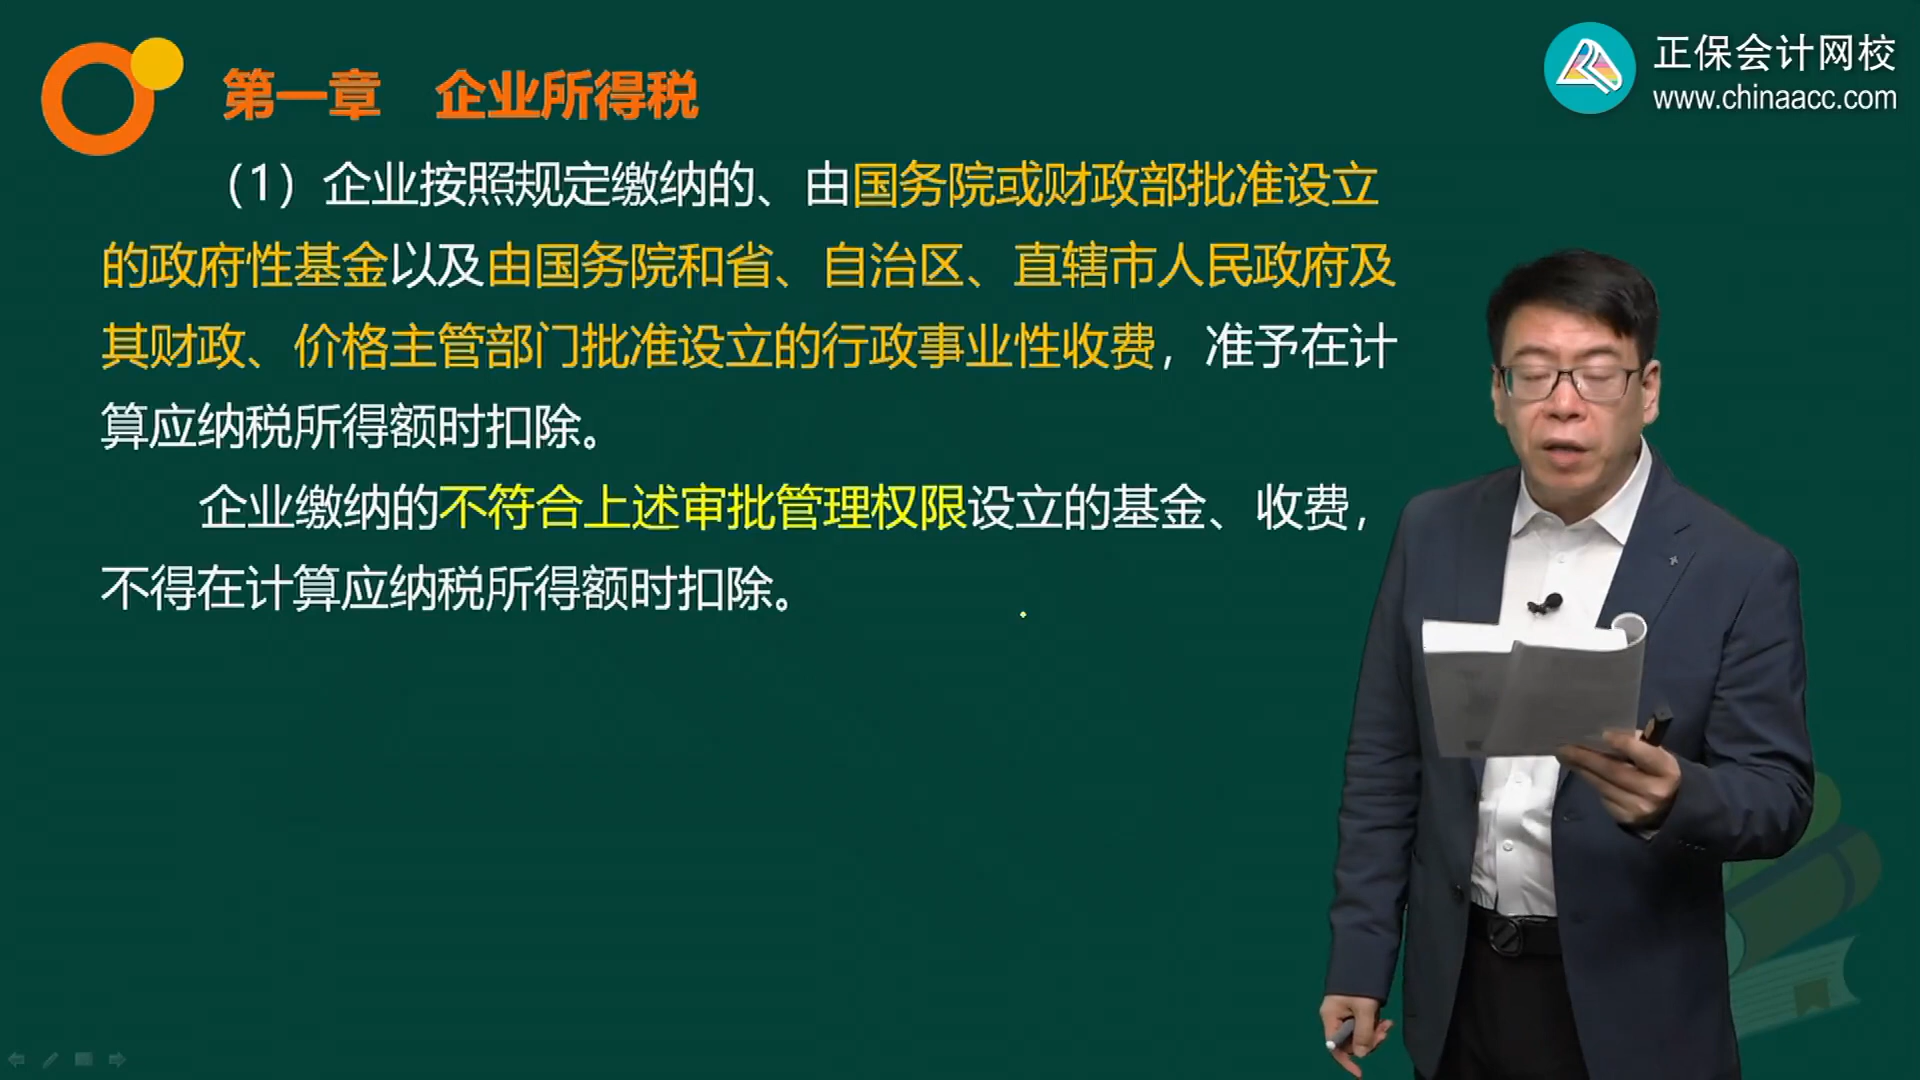 第一章 企业所得税
正保会计网校
www.chinaacc.com
（1）企业按照规定缴纳的、由国务院或财政部批准设立
的政府性基金以及由国务院和省、自治区、直辖市人民政府及
其财政、价格主管部门批准设立的行政事业性收费，准予在计
算应纳税所得额时扣除。
企业缴纳的不符合上述审批管理权限设立的基金、收费，
不得在计算应纳税所得额时扣除。